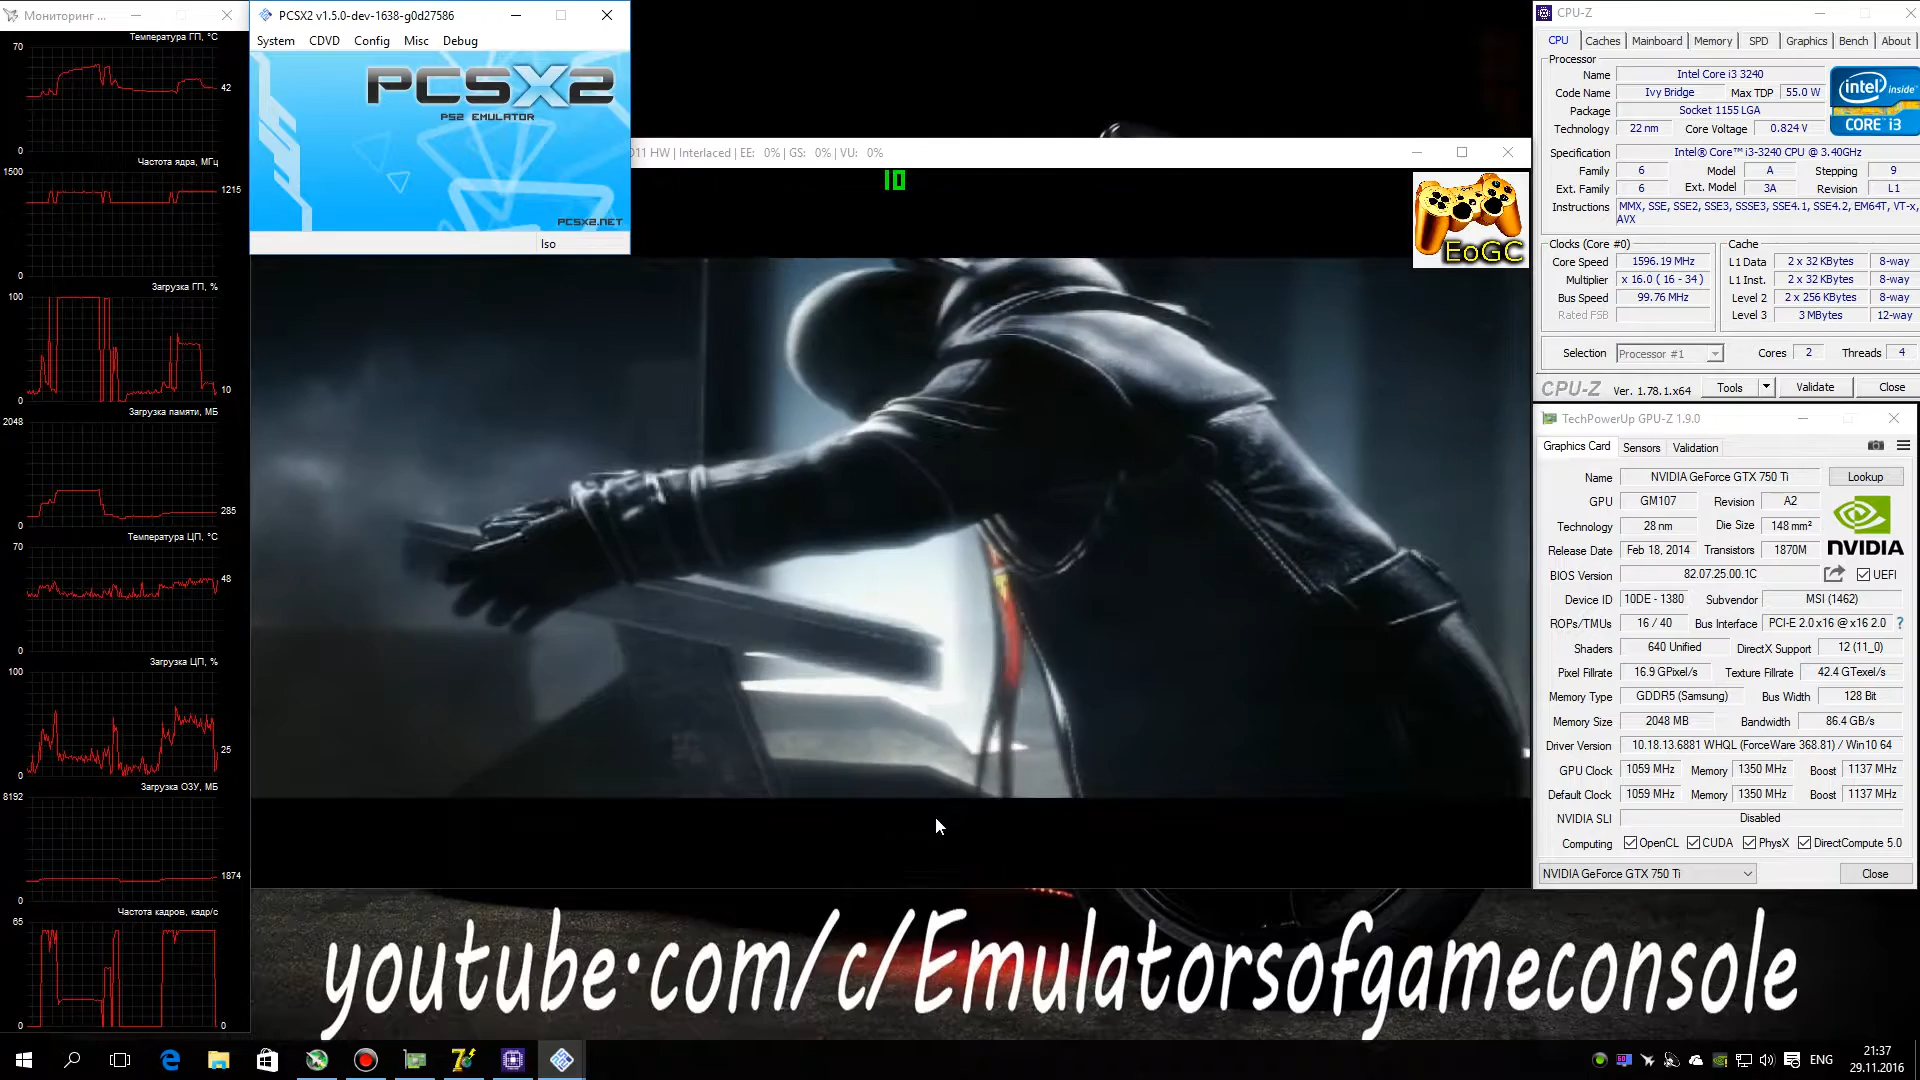 Мониторинг ...
Температура ГП, °C
70
42
0
Частота ядра, МГц
1500
1215
0
Загрузка ГП, %
100
10
0
Загрузка памяти, МБ
2048
285
0
Температура ЦП, °C
70
48
0
Загрузка ЦП, %
100
25
0
Загрузка ОЗУ, МБ
8192
1874
0
Частота кадров, кадр/с
65
0
0
PCSX2 v1.5.0-dev-1638-g0d27586
System CDVD Config Misc Debug
PCSX2
PS2 EMULATOR
PCSX2.NET
Iso
D11 HW | Interlaced | EE: 0% | GS: 0% | VU: 0%
10
EoGC
CPU-Z
CPU Caches Mainboard Memory SPD Graphics Bench About
Processor
Name Intel Core i3 3240
Code Name Ivy Bridge Max TDP 55.0 W
Package Socket 1155 LGA
Technology 22 nm Core Voltage 0.824 V
intel inside
CORE i3
Specification Intel® Core™ i3-3240 CPU @ 3.40GHz
Family 6 Model A Stepping 9
Ext. Family 6 Ext. Model 3A Revision L1
Instructions MMX, SSE, SSE2, SSE3, SSSE3, SSE4.1, SSE4.2, EM64T, VT-x,
AVX
Clocks (Core #0) Cache
Core Speed 1596.19 MHz L1 Data 2 x 32 KBytes 8-way
Multiplier x 16.0 ( 16 - 34 ) L1 Inst. 2 x 32 KBytes 8-way
Bus Speed 99.76 MHz Level 2 2 x 256 KBytes 8-way
Rated FSB Level 3 3 MBytes 12-way
Selection Processor #1 Cores 2 Threads 4
CPU-Z Ver. 1.78.1.x64 Tools Validate Close
TechPowerUp GPU-Z 1.9.0
Graphics Card Sensors Validation
Name NVIDIA GeForce GTX 750 Ti Lookup
GPU GM107 Revision A2
Technology 28 nm Die Size 148 mm²
Release Date Feb 18, 2014 Transistors 1870M
NVIDIA
BIOS Version 82.07.25.00.1C UEFI
Device ID 10DE - 1380 Subvendor MSI (1462)
ROPs/TMUs 16 / 40 Bus Interface PCI-E 2.0 x16 @ x16 2.0 ?
Shaders 640 Unified DirectX Support 12 (11_0)
Pixel Fillrate 16.9 GPixel/s Texture Fillrate 42.4 GTexel/s
Memory Type GDDR5 (Samsung) Bus Width 128 Bit
Memory Size 2048 MB Bandwidth 86.4 GB/s
Driver Version 10.18.13.6881 WHQL (ForceWare 368.81) / Win10 64
GPU Clock 1059 MHz Memory 1350 MHz Boost 1137 MHz
Default Clock 1059 MHz Memory 1350 MHz Boost 1137 MHz
NVIDIA SLI Disabled
Computing OpenCL CUDA PhysX DirectCompute 5.0
NVIDIA GeForce GTX 750 Ti Close
youtube.com/c/Emulatorsofgameconsole
60
ENG
21:37
29.11.2016